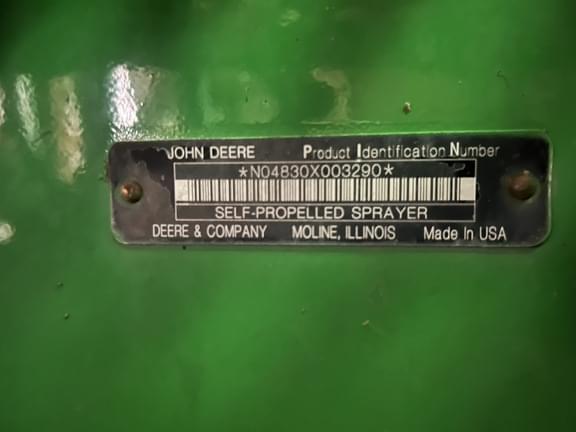 JOHN DEERE Product Identification Number
*N04830X003290*
SELF-PROPELLED SPRAYER
DEERE & COMPANY MOLINE, ILLINOIS Made In USA